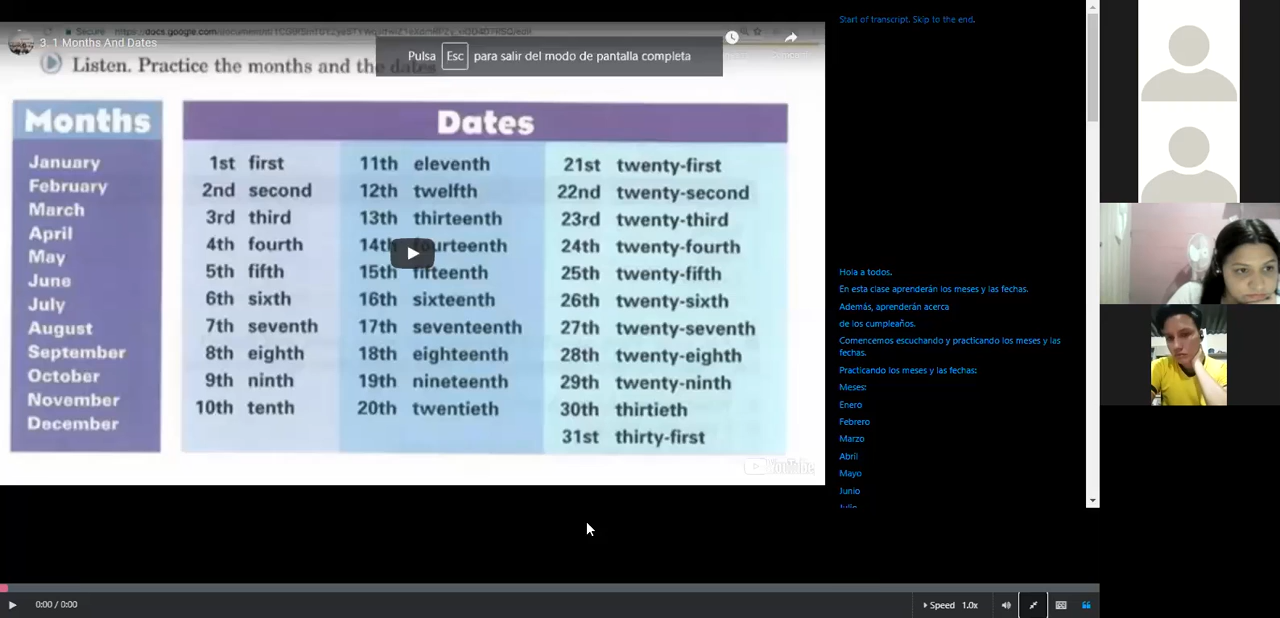 3. 1 Months And Dates
Listen. Practice the months and the dates
Pulsa Esc para salir del modo de pantalla completa
Months
January
February
March
April
May
June
July
August
September
October
November
December
Dates
1st first
2nd second
3rd third
4th fourth
5th fifth
6th sixth
7th seventh
8th eighth
9th ninth
10th tenth
11th eleventh
12th twelfth
13th thirteenth
14th fourteenth
15th fifteenth
16th sixteenth
17th seventeenth
18th eighteenth
19th nineteenth
20th twentieth
21st twenty-first
22nd twenty-second
23rd twenty-third
24th twenty-fourth
25th twenty-fifth
26th twenty-sixth
27th twenty-seventh
28th twenty-eighth
29th twenty-ninth
30th thirtieth
31st thirty-first
YouTube
Start of transcript. Skip to the end.
Hola a todos.
En esta clase aprenderán los meses y las fechas.
Además, aprenderán acerca
de los cumpleaños.
Comencemos escuchando y practicando los meses y las
fechas.
Practicando los meses y las fechas:
Meses:
Enero
Febrero
Marzo
Abril
Mayo
Junio
Julio
0:00 / 0:00
Speed 1.0x